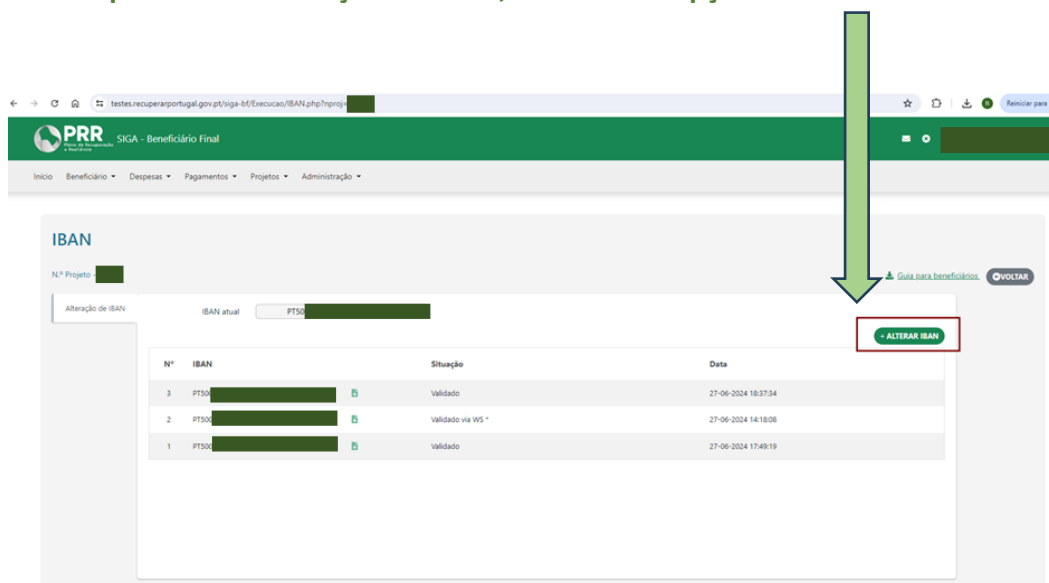 testes.recuperarportugal.gov.pt/siga-bf/Execucao/IBAN.php?nproj=
Reiniciar para
PRR
Plano de Recuperação
e Resiliência
SIGA - Beneficiário Final
Início Beneficiário Despesas Pagamentos Projetos Administração
IBAN
N.º Projeto -
Guia para beneficiários
VOLTAR
Alteração de IBAN
IBAN atual PT50
+ ALTERAR IBAN
Nº IBAN Situação Data
3 PT500 Validado 27-06-2024 18:37:34
2 PT500 Validado via WS * 27-06-2024 14:18:08
1 PT500 Validado 27-06-2024 17:49:19